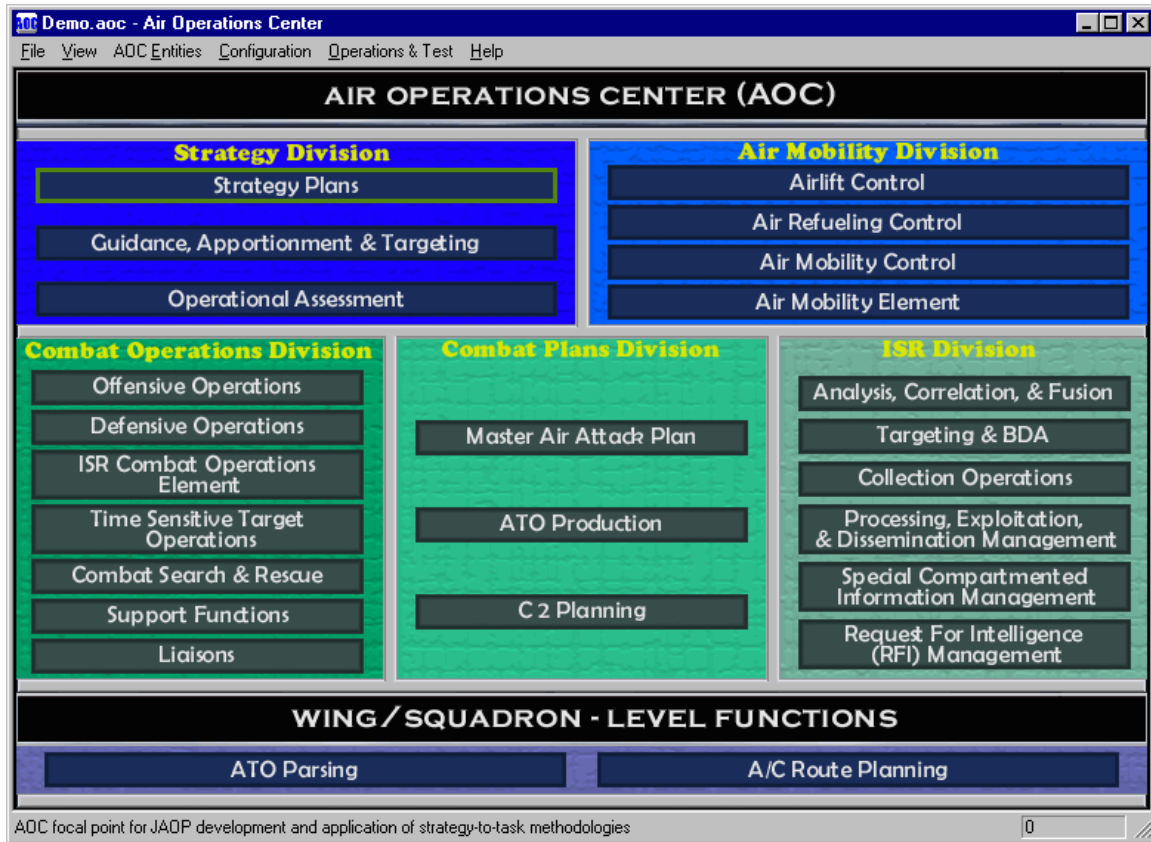 AOC Demo.aoc - Air Operations Center
File View AOC Entities Configuration Operations & Test Help
AIR OPERATIONS CENTER (AOC)
Strategy Division
Strategy Plans
Guidance, Apportionment & Targeting
Operational Assessment
Air Mobility Division
Airlift Control
Air Refueling Control
Air Mobility Control
Air Mobility Element
Combat Operations Division
Offensive Operations
Defensive Operations
ISR Combat Operations
Element
Time Sensitive Target
Operations
Combat Search & Rescue
Support Functions
Liaisons
Combat Plans Division
Master Air Attack Plan
ATO Production
C 2 Planning
ISR Division
Analysis, Correlation, & Fusion
Targeting & BDA
Collection Operations
Processing, Exploitation,
& Dissemination Management
Special Compartmented
Information Management
Request For Intelligence
(RFI) Management
WING/SQUADRON - LEVEL FUNCTIONS
ATO Parsing
A/C Route Planning
AOC focal point for JAOP development and application of strategy-to-task methodologies
0